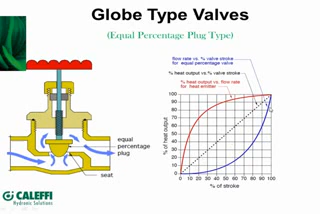 Globe Type Valves
(Equal Percentage Plug Type)
flow rate vs. % valve stroke
for equal percentage valve
% heat output vs.% valve stroke
% heat output vs. flow rate
for heat emitter
equal
percentage
plug
seat
% of heat output
100
90
80
70
60
50
40
30
20
10
0
0 10 20 30 40 50 60 70 80 90 100
% of stroke
CALEFFI
Hydronic Solutions